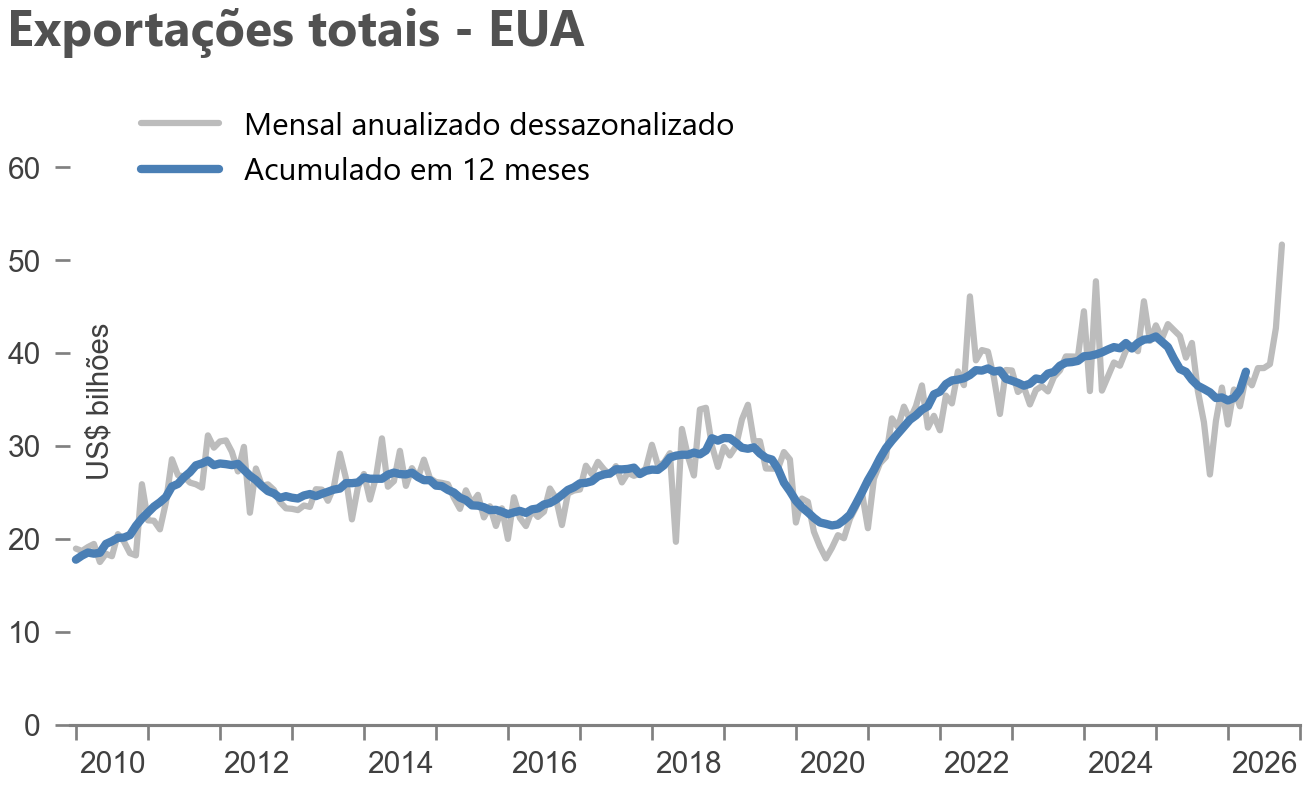 Exportações totais - EUA
Mensal anualizado dessazonalizado
Acumulado em 12 meses
60
50
40
30
20
10
0
US$ bilhões
2010 2012 2014 2016 2018 2020 2022 2024 2026